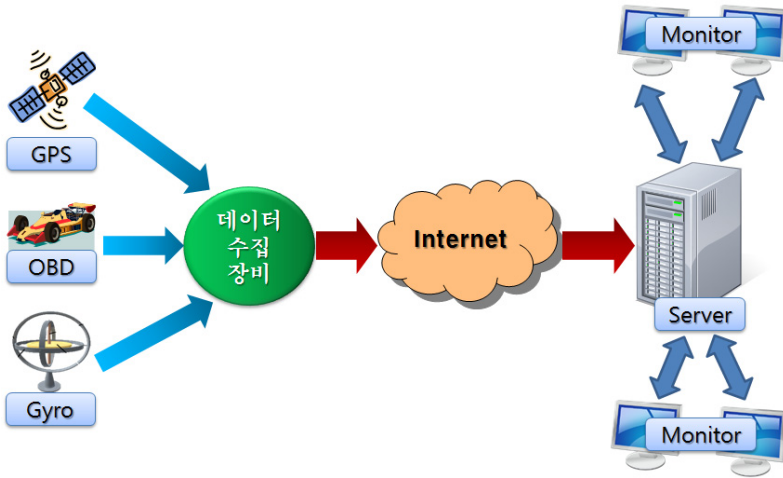 GPS
OBD
Gyro
데이터
수집
장비
Internet
Monitor
Server
Monitor